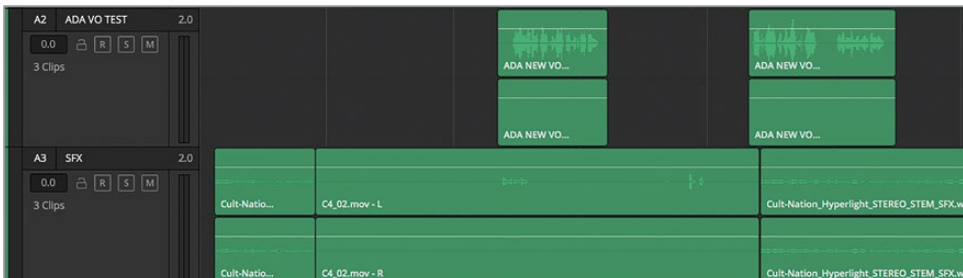 A2 ADA VO TEST 2.0
0.0 R S M
3 Clips
ADA NEW VO...
ADA NEW VO...
ADA NEW VO...
ADA NEW VO...
A3 SFX 2.0
0.0 R S M
3 Clips
Cult-Natio...
C4_02.mov - L
Cult-Nation_Hyperlight_STEREO_STEM_SFX.w
Cult-Natio...
C4_02.mov - R
Cult-Nation_Hyperlight_STEREO_STEM_SFX.w